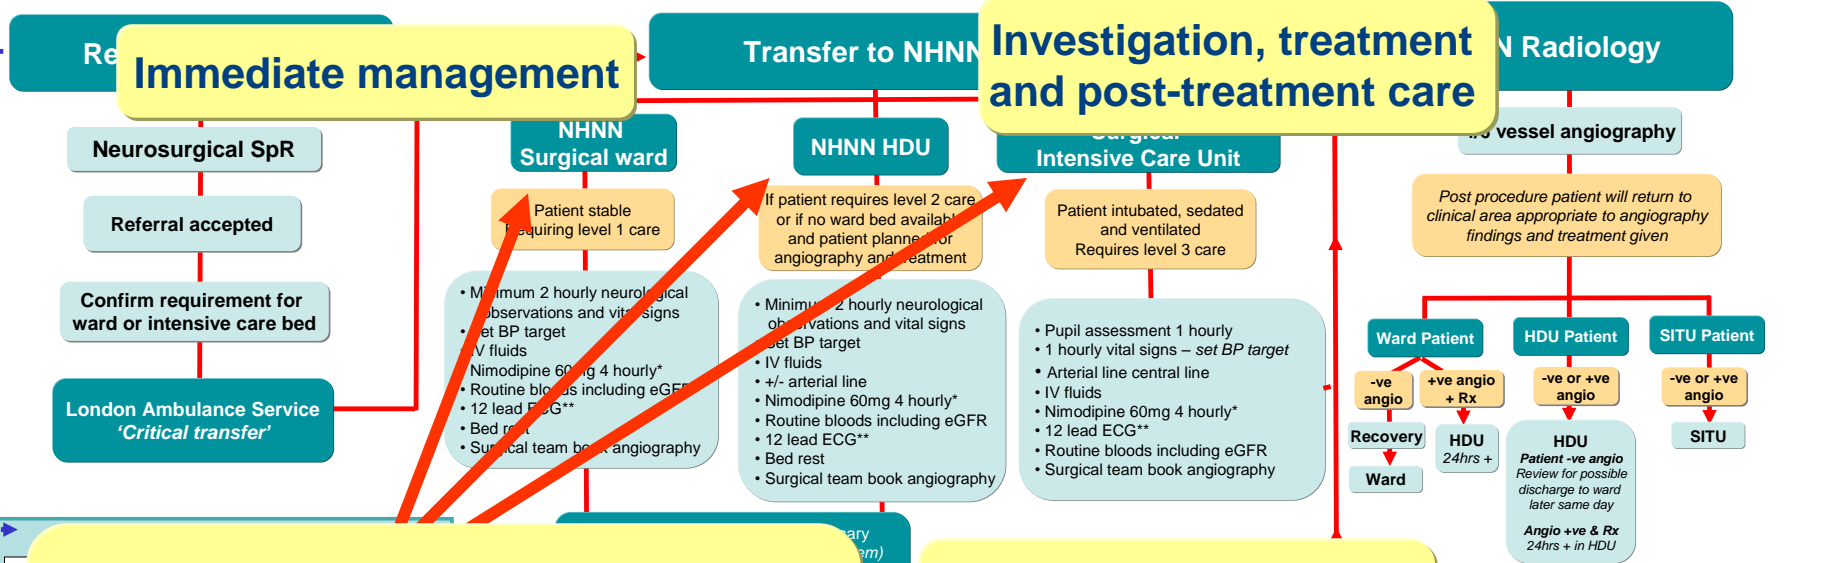 Re
Immediate management
Transfer to NHNN
Investigation, treatment
and post-treatment care
N Radiology
Neurosurgical SpR
Referral accepted
Confirm requirement for
ward or intensive care bed
London Ambulance Service
‘Critical transfer’
NHNN
Surgical ward
Patient stable
Requiring level 1 care
• Minimum 2 hourly neurological
observations and vital signs
• Set BP target
• IV fluids
Nimodipine 60mg 4 hourly*
• Routine bloods including eGFR
• 12 lead ECG**
• Bed rest
• Surgical team book angiography
NHNN HDU
If patient requires level 2 care
or if no ward bed available
and patient planned for
angiography and treatment
• Minimum 2 hourly neurological
observations and vital signs
• Set BP target
• IV fluids
• +/- arterial line
• Nimodipine 60mg 4 hourly*
• Routine bloods including eGFR
• 12 lead ECG**
• Bed rest
• Surgical team book angiography
Surgical
Intensive Care Unit
Patient intubated, sedated
and ventilated
Requires level 3 care
• Pupil assessment 1 hourly
• 1 hourly vital signs – set BP target
• Arterial line central line
• IV fluids
• Nimodipine 60mg 4 hourly*
• 12 lead ECG**
• Routine bloods including eGFR
• Surgical team book angiography
vessel angiography
Post procedure patient will return to
clinical area appropriate to angiography
findings and treatment given
Ward Patient
-ve
angio
+ve angio
+ Rx
Recovery
Ward
HDU
24hrs +
HDU Patient
-ve or +ve
angio
HDU
Patient -ve angio
Review for possible
discharge to ward
later same day
Angio +ve & Rx
24hrs + in HDU
SITU Patient
-ve or +ve
angio
SITU
ary
em)